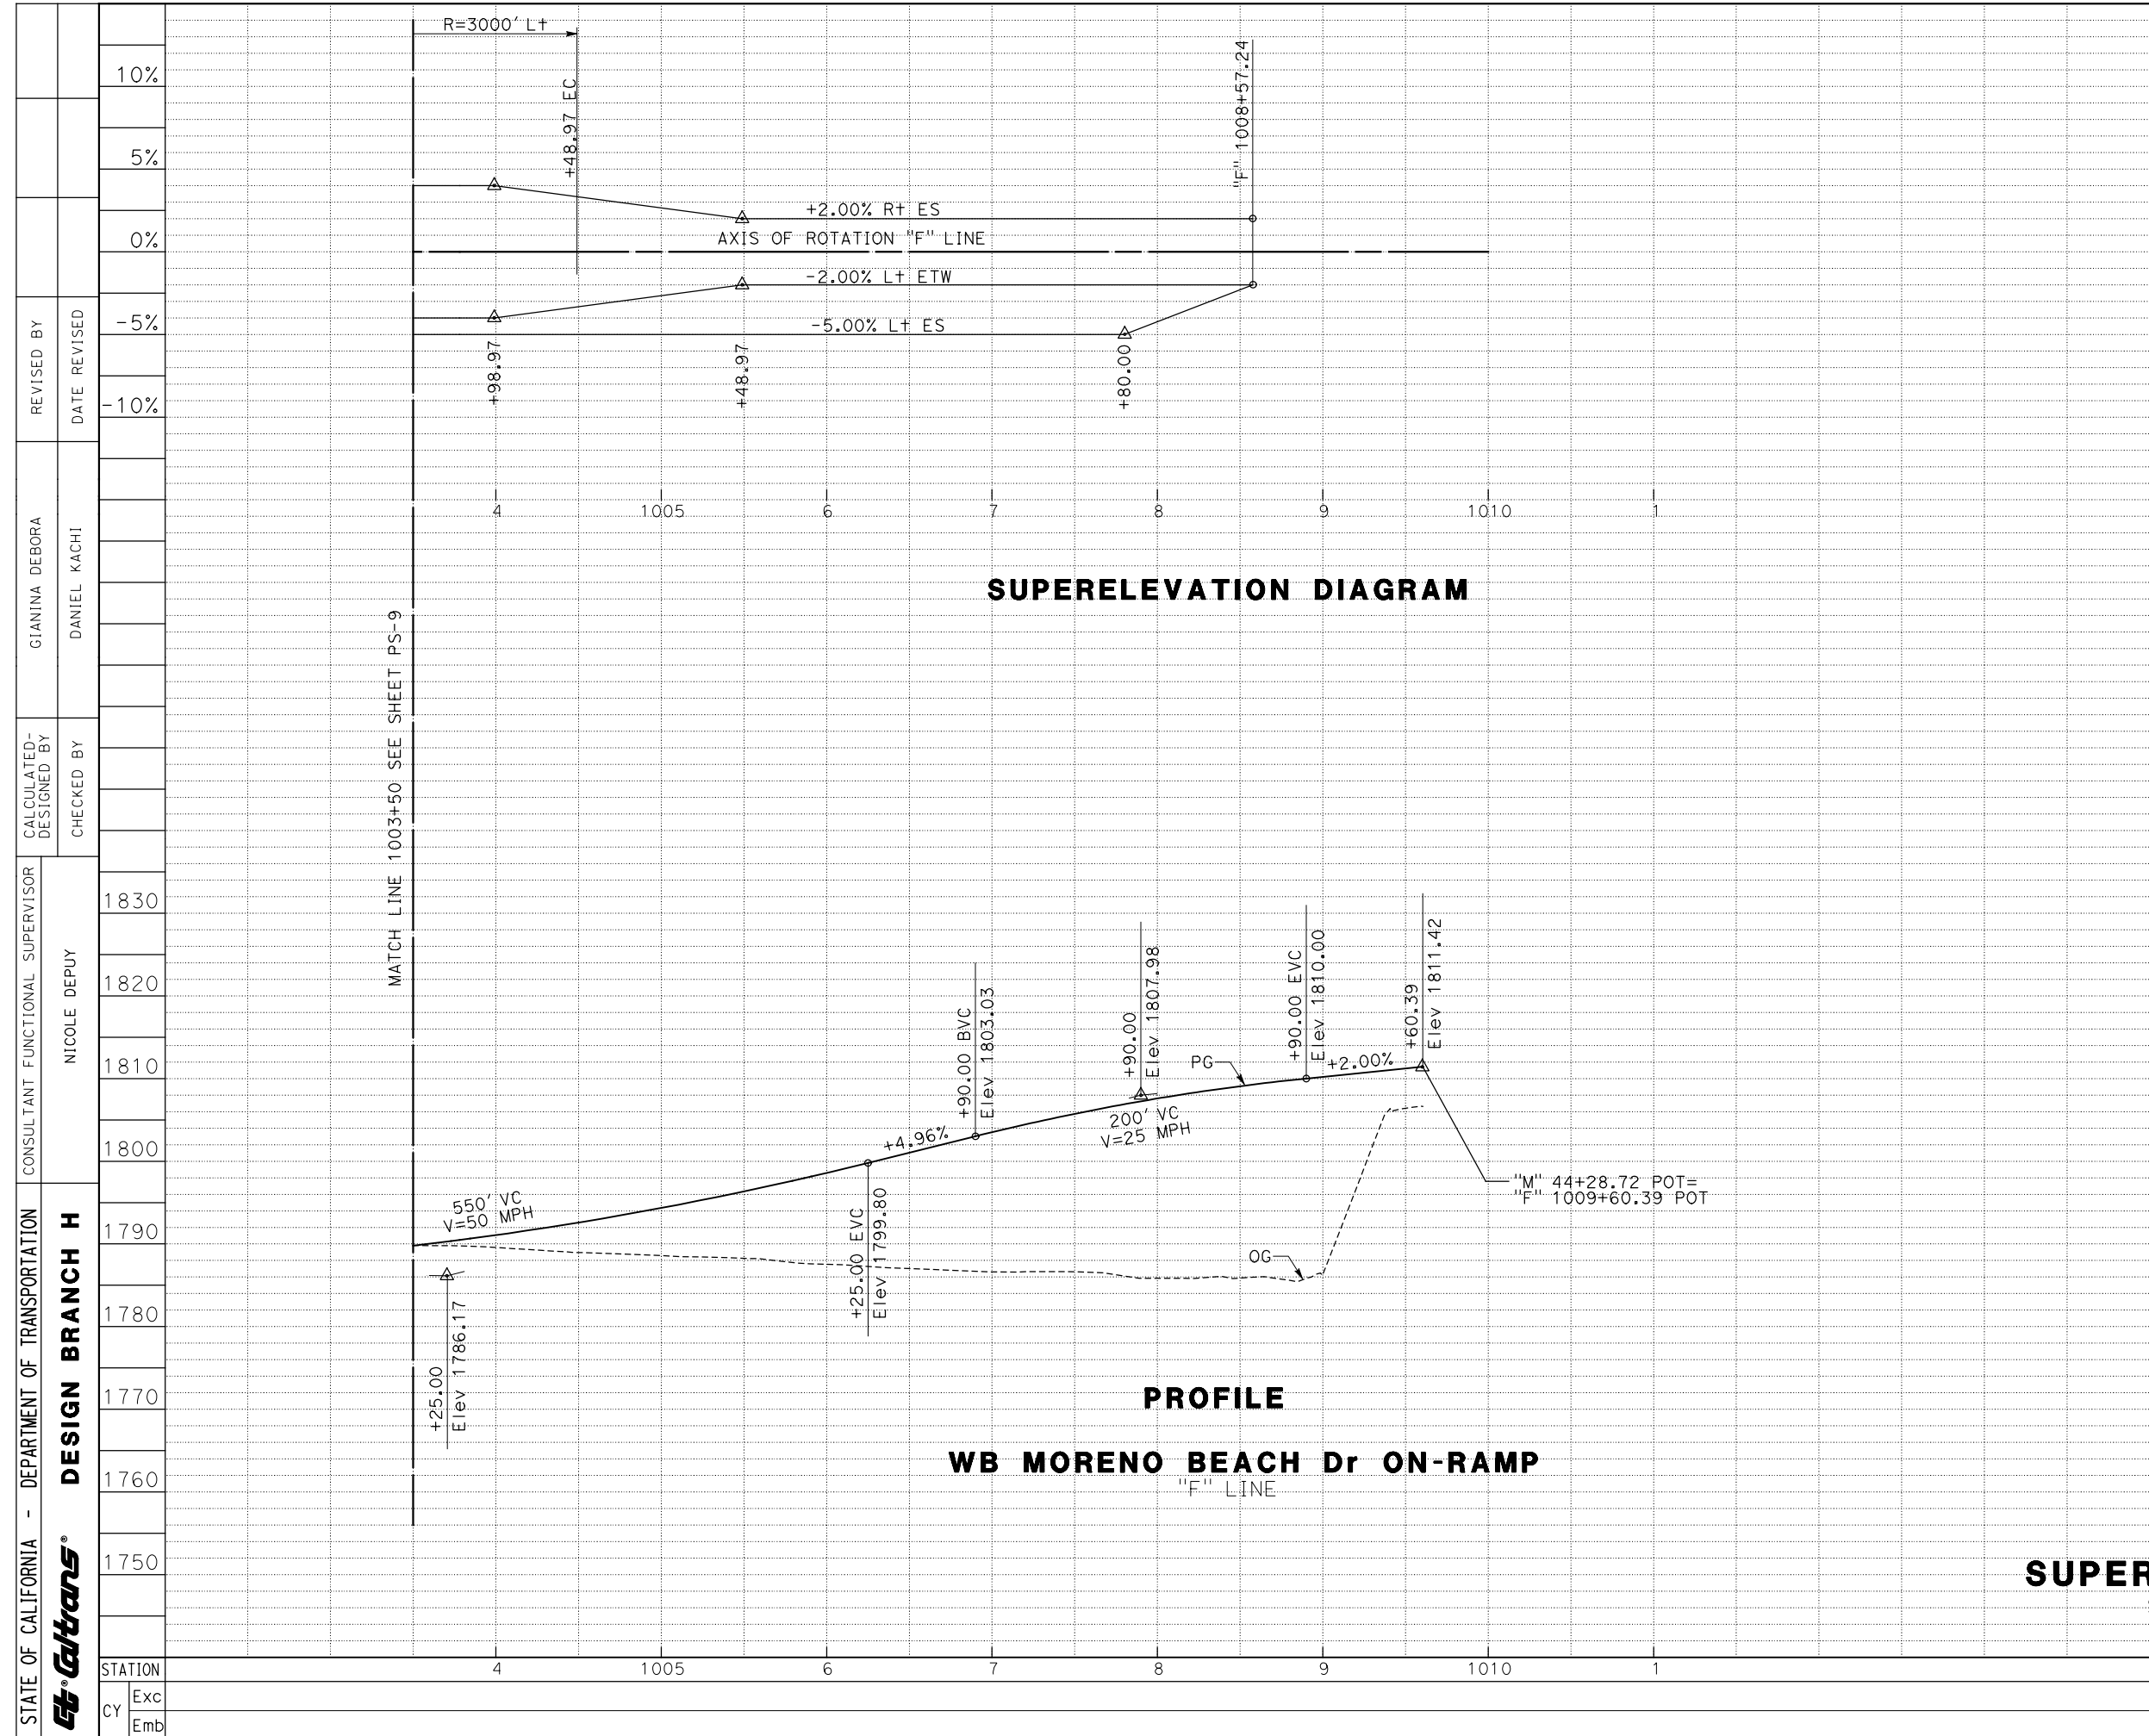 R=3000' Lt
+48.97 EC
"F" 1008+57.24
10%
5%
0%
-5%
-10%
+2.00% Rt ES
AXIS OF ROTATION "F" LINE
-2.00% Lt ETW
-5.00% Lt ES
+98.97
+48.97
+80.00
4 1005 6 7 8 9 1010 1
SUPERELEVATION DIAGRAM
MATCH LINE 1003+50 SEE SHEET PS-9
1830
1820
1810
1800
1790
1780
1770
1760
1750
550' VC
V=50 MPH
+25.00
Elev 1786.17
+25.00 EVC
Elev 1799.80
+4.96%
+90.00 BVC
Elev 1803.03
+90.00
Elev 1807.98
200' VC
V=25 MPH
PG
+90.00 EVC
Elev 1810.00
+2.00%
+60.39
Elev 1811.42
"M" 44+28.72 POT=
"F" 1009+60.39 POT
OG
PROFILE
WB MORENO BEACH Dr ON-RAMP
"F" LINE
SUPER
STATION 4 1005 6 7 8 9 1010 1
CY Exc
Emb
REVISED BY
DATE REVISED
GIANINA DEBORA
DANIEL KACHI
CALCULATED-
DESIGNED BY
CHECKED BY
CONSULTANT FUNCTIONAL SUPERVISOR
NICOLE DEPUY
STATE OF CALIFORNIA - DEPARTMENT OF TRANSPORTATION
Caltrans® DESIGN BRANCH H